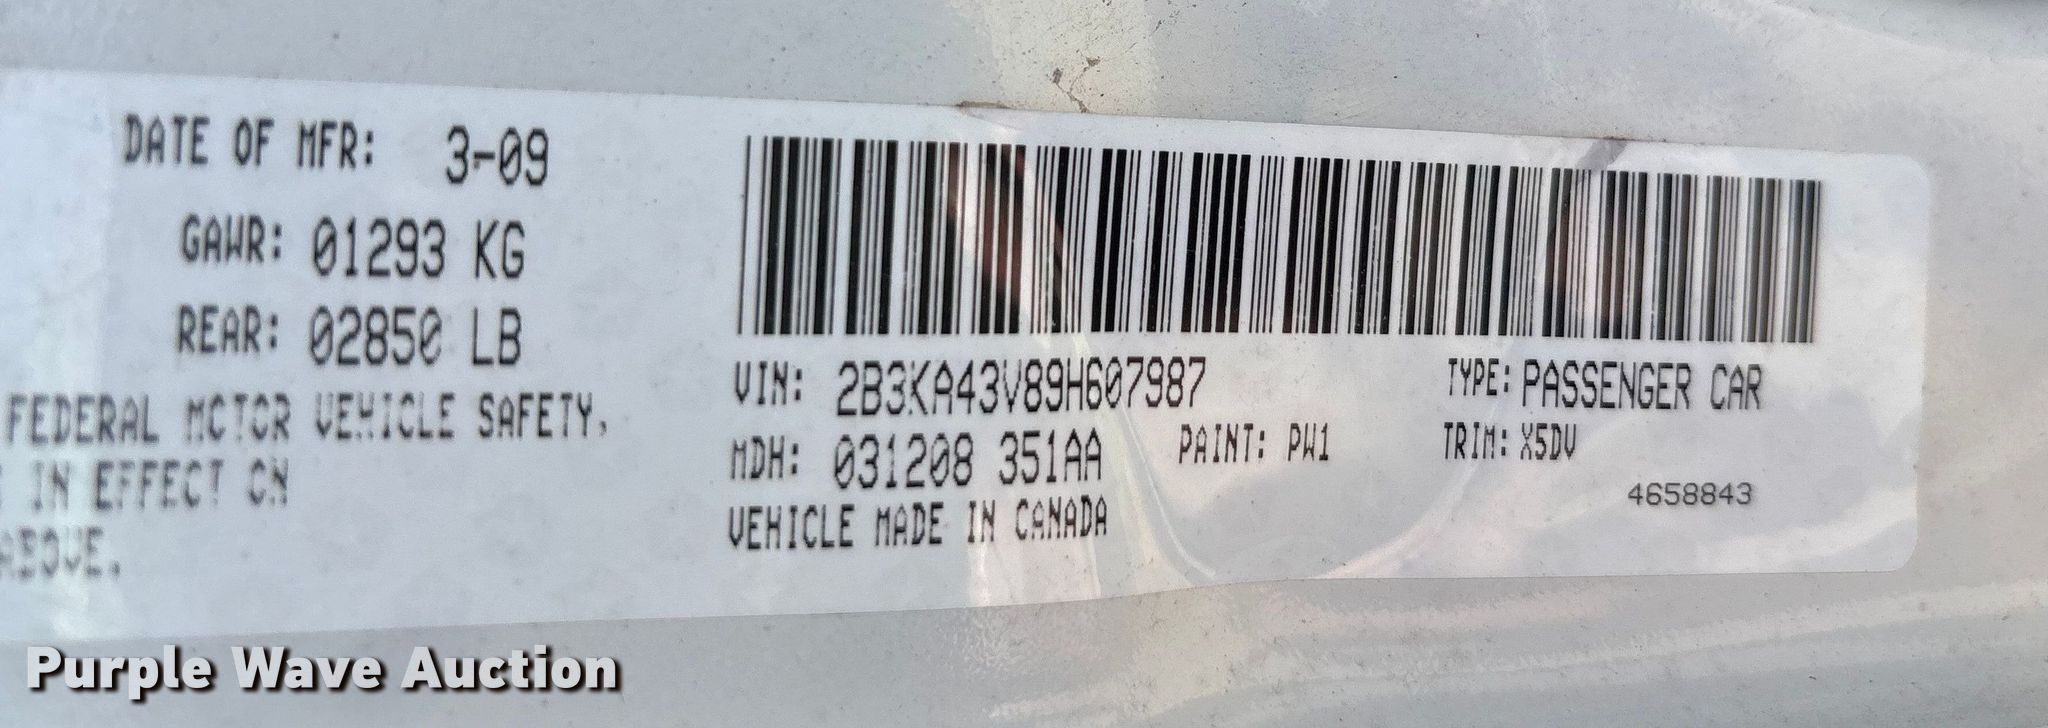 DATE OF MFR: 3-09
GAWR: 01293 KG
REAR: 02850 LB
FEDERAL MOTOR VEHICLE SAFETY,
IN EFFECT ON
ABOVE.
VIN: 2B3KA43V89H607987
TYPE: PASSENGER CAR
MDH: 031208 351AA
PAINT: PW1
TRIM: X5DV
4658843
VEHICLE MADE IN CANADA
Purple Wave Auction